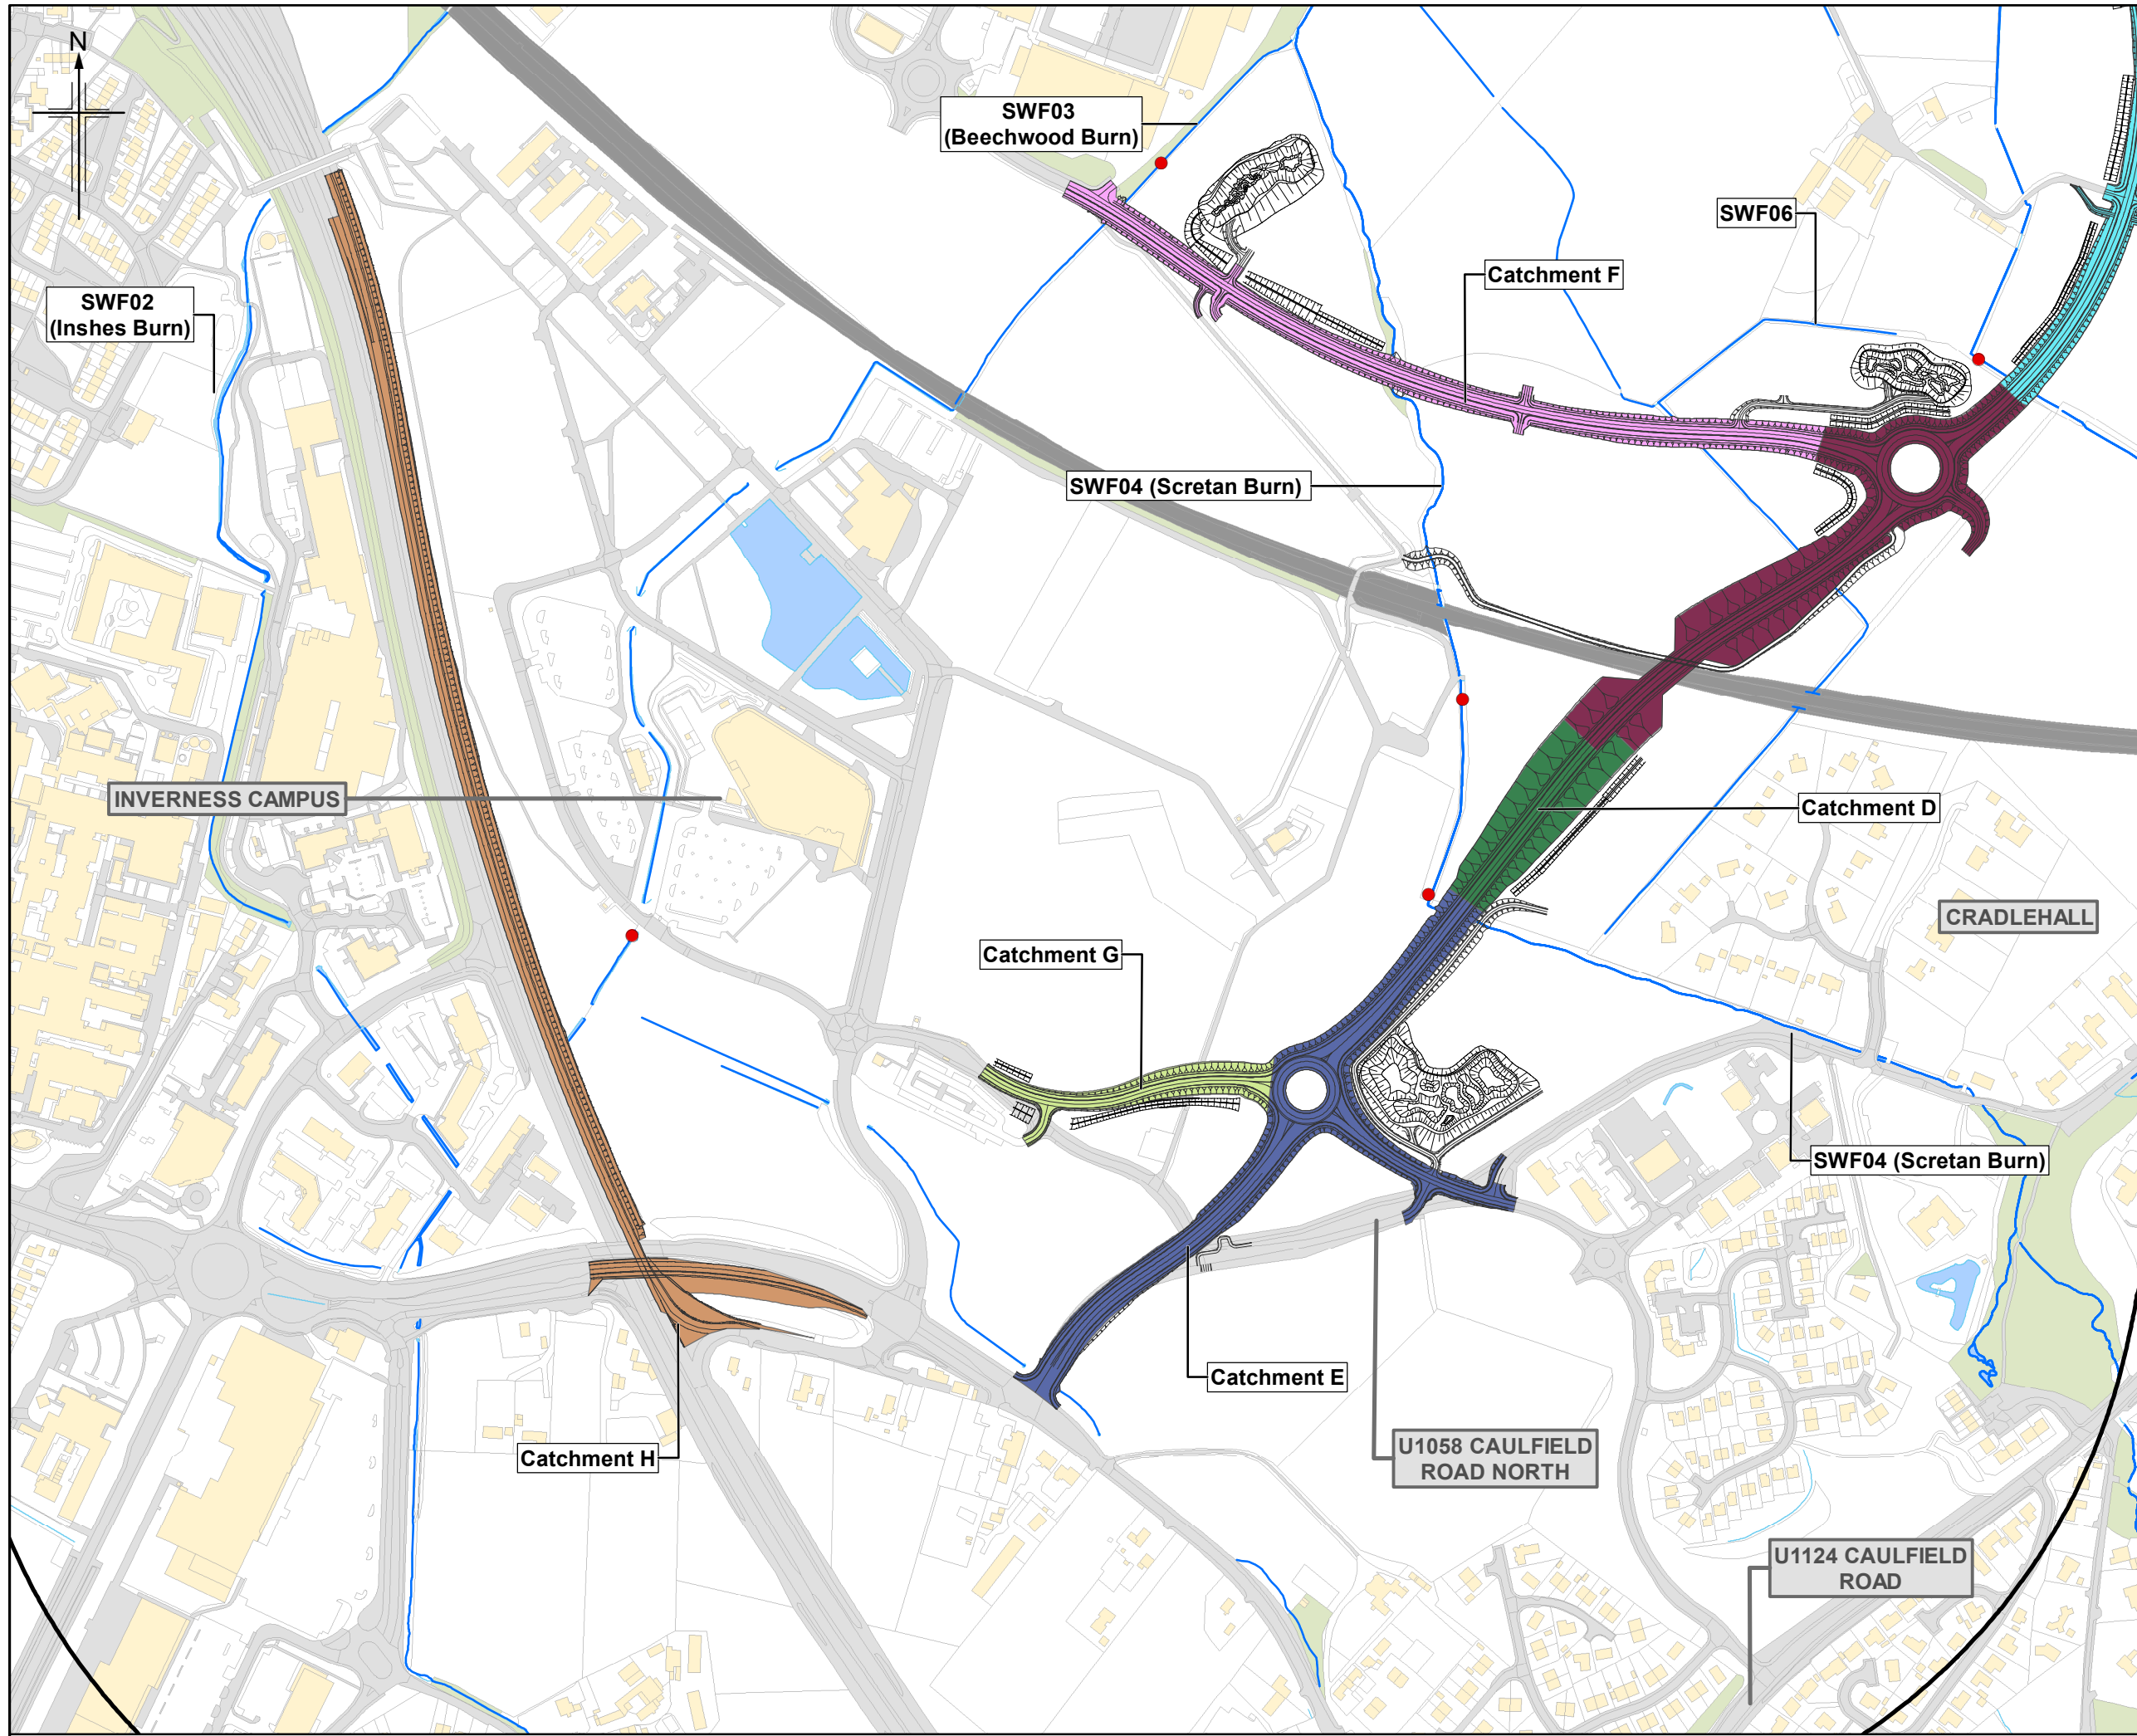 N
SWF03
(Beechwood Burn)
SWF06
Catchment F
SWF02
(Inshes Burn)
SWF04 (Scretan Burn)
INVERNESS CAMPUS
Catchment D
CRADLEHALL
Catchment G
SWF04 (Scretan Burn)
Catchment E
Catchment H
U1058 CAULFIELD
ROAD NORTH
U1124 CAULFIELD
ROAD